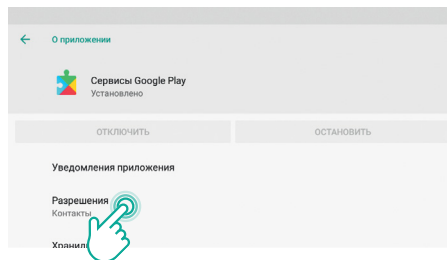 О приложении
Сервисы Google Play
Установлено
ОТКЛЮЧИТЬ ОСТАНОВИТЬ
Уведомления приложения
Разрешения
Контакты